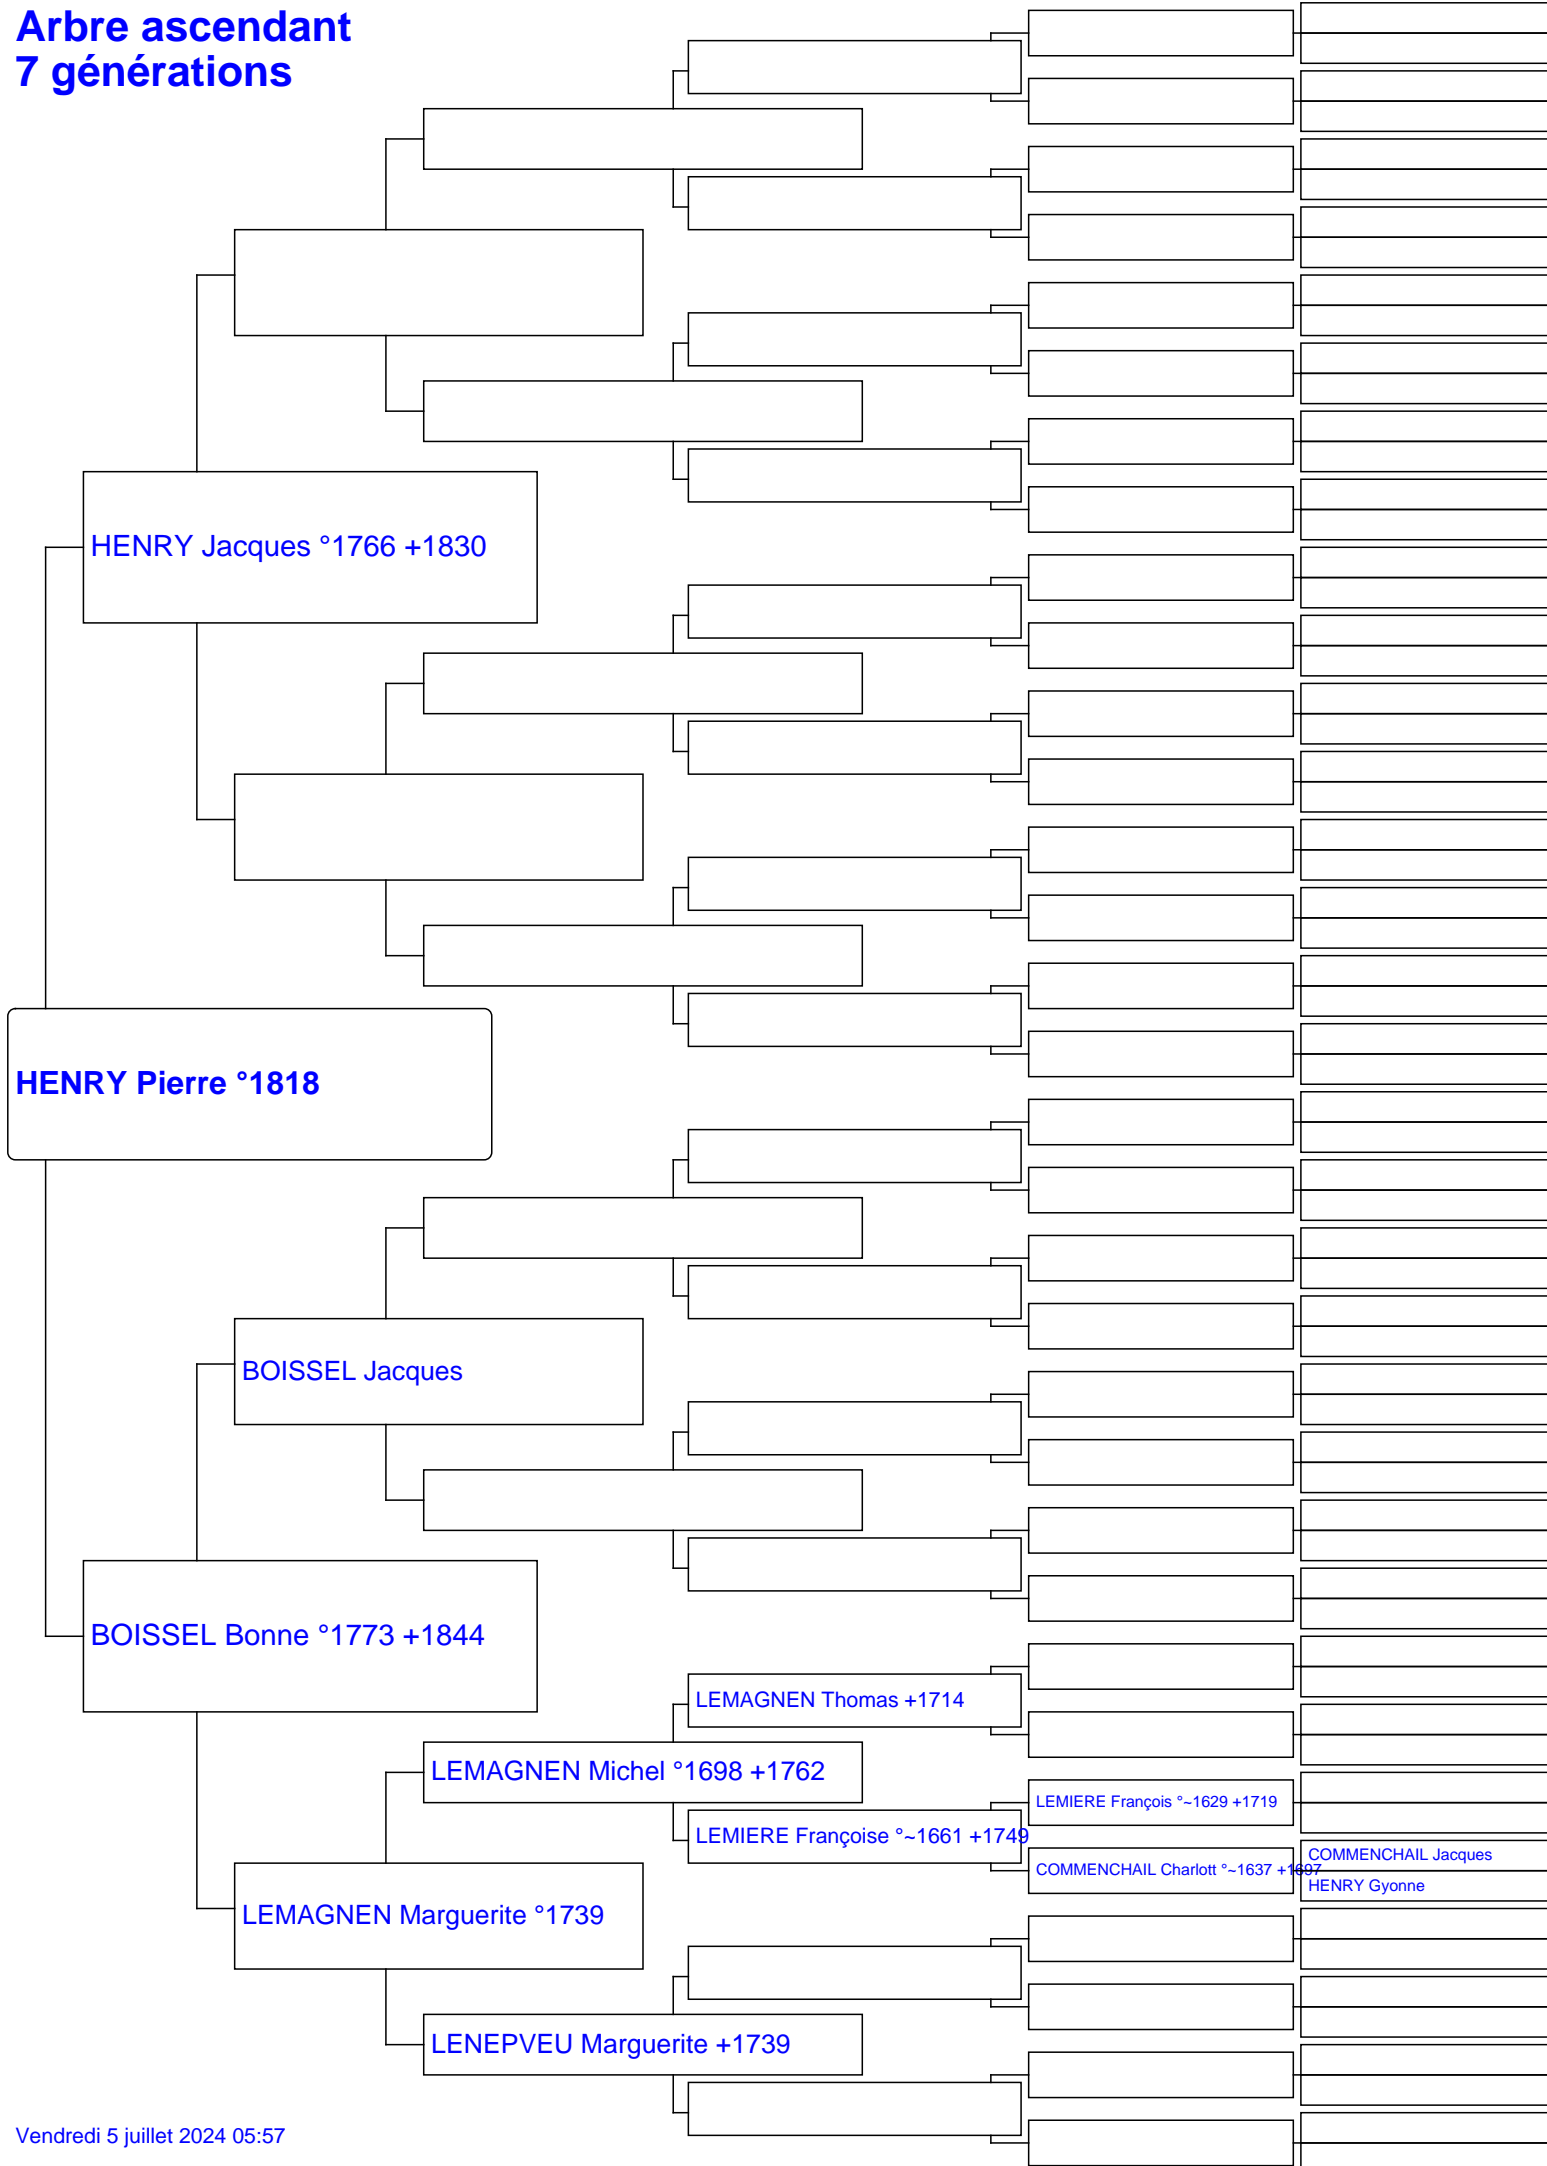 Arbre ascendant
7 générations
HENRY Jacques °1766 +1830
HENRY Pierre °1818
BOISSEL Jacques
BOISSEL Bonne °1773 +1844
LEMAGNEN Thomas +1714
LEMAGNEN Michel °1698 +1762
LEMIERE François °~1629 +1719
LEMIERE Françoise °~1661 +1749
COMMENCHAIL Jacques
COMMENCHAIL Charlott °~1637 +1697
HENRY Gyonne
LEMAGNEN Marguerite °1739
LENEPVEU Marguerite +1739
Vendredi 5 juillet 2024 05:57